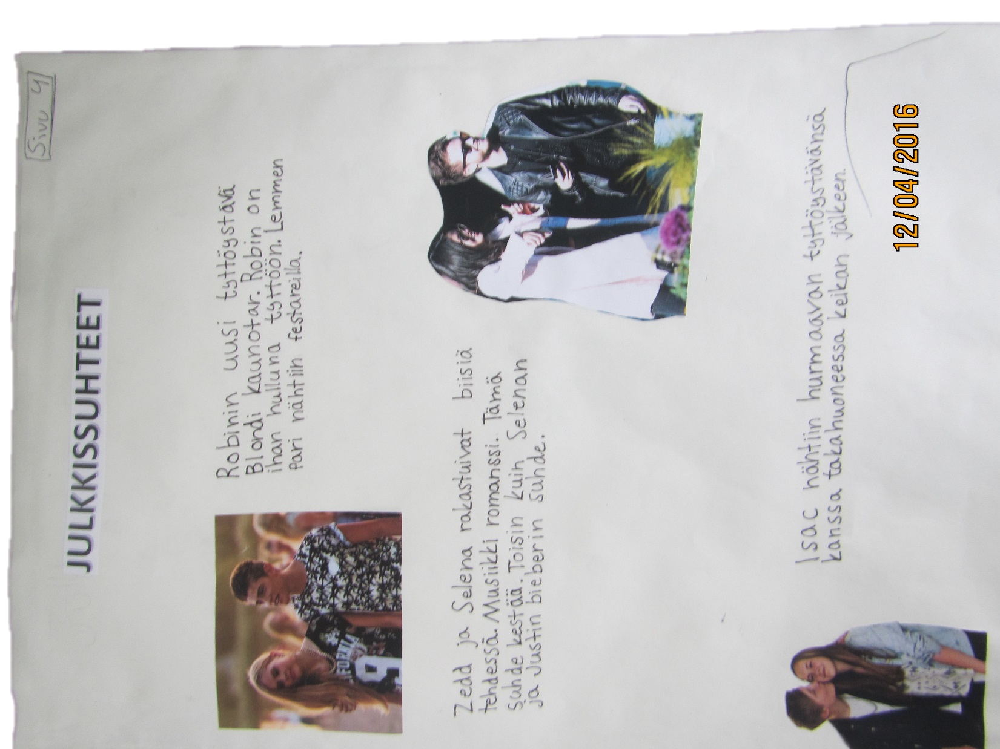 Sivu 4
JULKKISSUHTEET
Robinin uusi tyttöystävä
Blondi kaunotar. Robin on
ihan hulluna tyttöön. Lemmen
Pari nähtiin festareilla.
Zedd ja Selena rakastuivat biisiä
tehdessä. Musiikki romanssi. Tämä
Suhde kestää. Toisin kuin Selenan
ja Justin bieberin suhde.
Isac nähtiin hurmaavan tyttöystävänsä
kanssa takahuoneessa keikan jälkeen.
12/04/2016